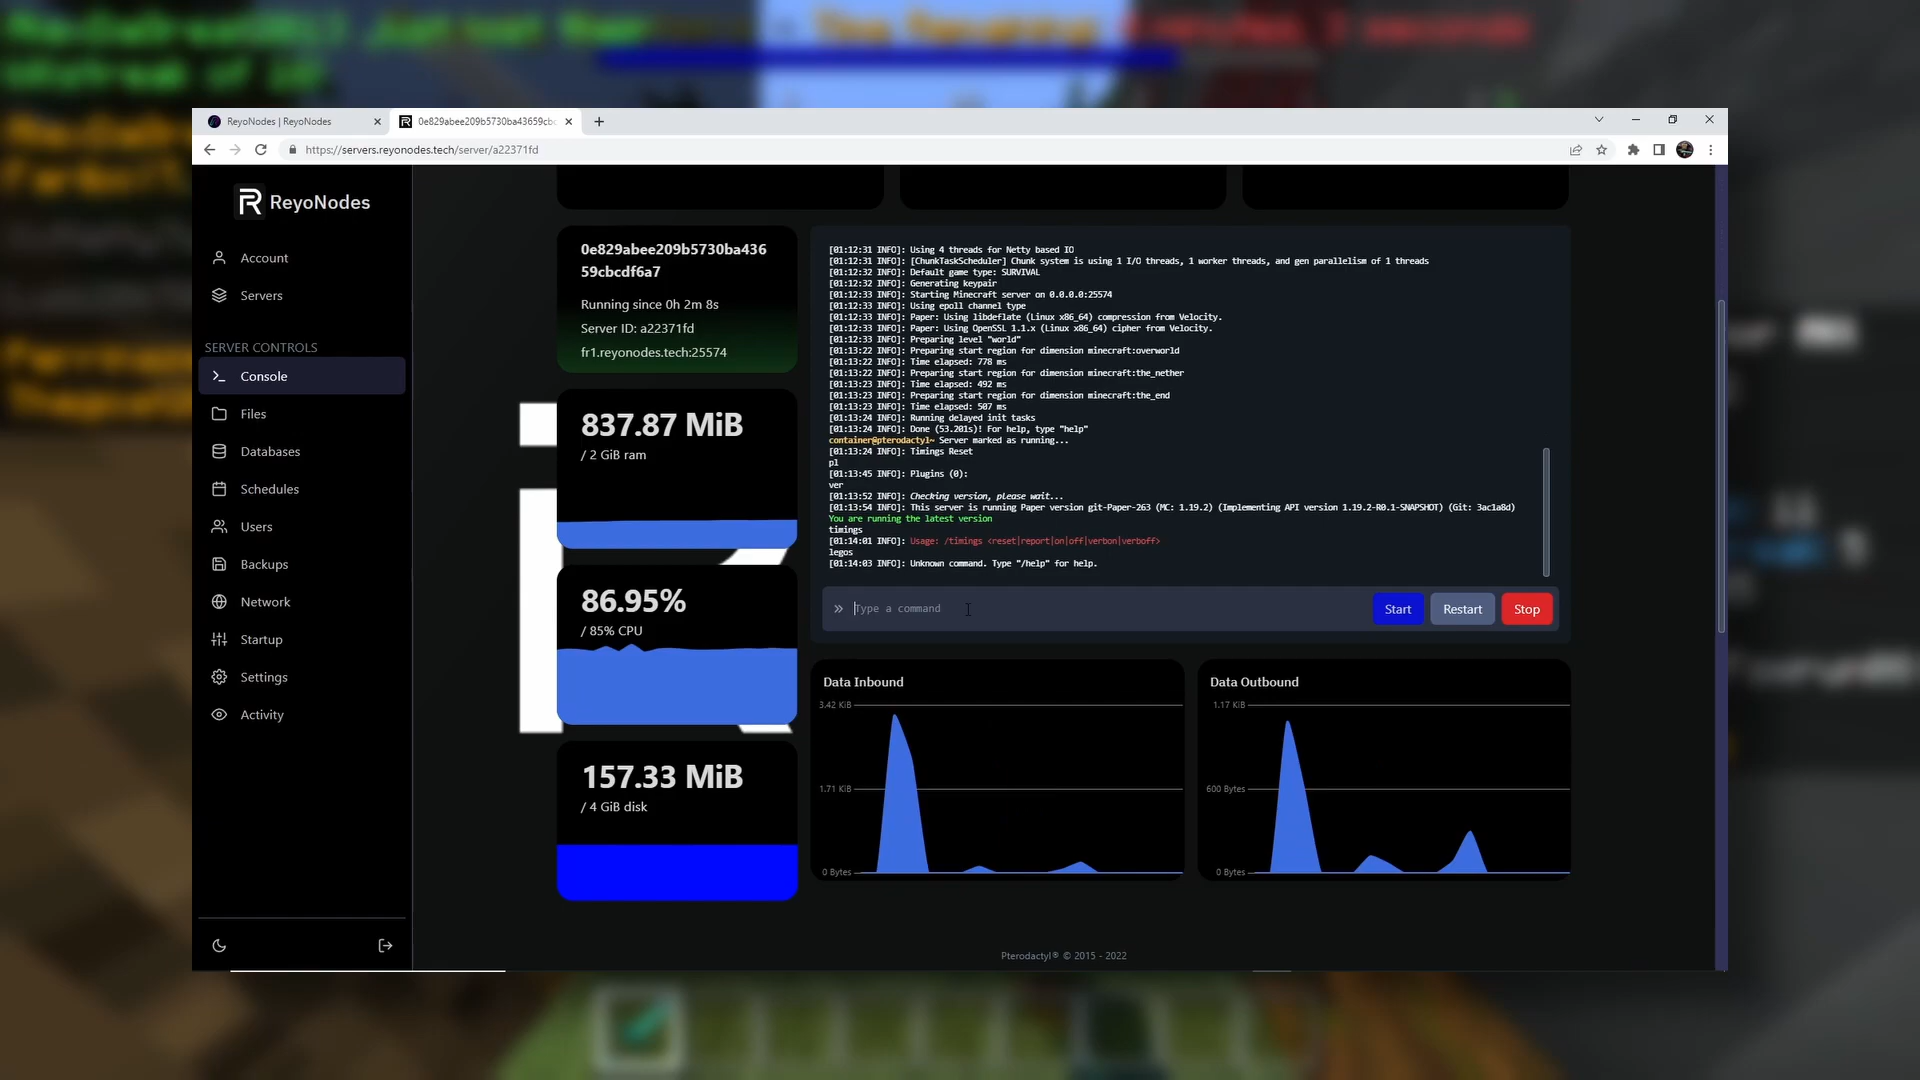 ReyoNodes | ReyoNodes
0e829abee209b5730ba43659cbc
https://servers.reyonodes.tech/server/a22371fd
ReyoNodes
Account
Servers
SERVER CONTROLS
Console
Files
Databases
Schedules
Users
Backups
Network
Startup
Settings
Activity
0e829abee209b5730ba436
59cbcdf6a7
Running since 0h 2m 8s
Server ID: a22371fd
fr1.reyonodes.tech:25574
837.87 MiB
/ 2 GiB ram
86.95%
/ 85% CPU
157.33 MiB
/ 4 GiB disk
[01:12:31 INFO]: Using 4 threads for Netty based IO
[01:12:31 INFO]: [ChunkTaskScheduler] Chunk system is using 1 I/O threads, 1 worker threads, and gen parallelism of 1 threads
[01:12:32 INFO]: Default game type: SURVIVAL
[01:12:32 INFO]: Generating keypair
[01:12:33 INFO]: Starting Minecraft server on 0.0.0.0:25574
[01:12:33 INFO]: Using epoll channel type
[01:12:33 INFO]: Paper: Using libdeflate (Linux x86_64) compression from Velocity.
[01:12:33 INFO]: Paper: Using OpenSSL 1.1.x (Linux x86_64) cipher from Velocity.
[01:12:33 INFO]: Preparing level "world"
[01:13:22 INFO]: Preparing start region for dimension minecraft:overworld
[01:13:22 INFO]: Time elapsed: 778 ms
[01:13:22 INFO]: Preparing start region for dimension minecraft:the_nether
[01:13:23 INFO]: Time elapsed: 492 ms
[01:13:23 INFO]: Preparing start region for dimension minecraft:the_end
[01:13:23 INFO]: Time elapsed: 507 ms
[01:13:24 INFO]: Running delayed init tasks
[01:13:24 INFO]: Done (53.201s)! For help, type "help"
container@pterodactyl~ Server marked as running...
[01:13:24 INFO]: Timings Reset
pl
[01:13:45 INFO]: Plugins (0):
ver
[01:13:52 INFO]: Checking version, please wait...
[01:13:54 INFO]: This server is running Paper version git-Paper-263 (MC: 1.19.2) (Implementing API version 1.19.2-R0.1-SNAPSHOT) (Git: 3ac1a8d)
You are running the latest version
timings
[01:14:01 INFO]: Usage: /timings <reset|report|on|off|verbon|verboff>
legos
[01:14:03 INFO]: Unknown command. Type "/help" for help.
Type a command
Start
Restart
Stop
Data Inbound
3.42 KiB
1.71 KiB
0 Bytes
Data Outbound
1.17 KiB
600 Bytes
0 Bytes
Pterodactyl® © 2015 - 2022